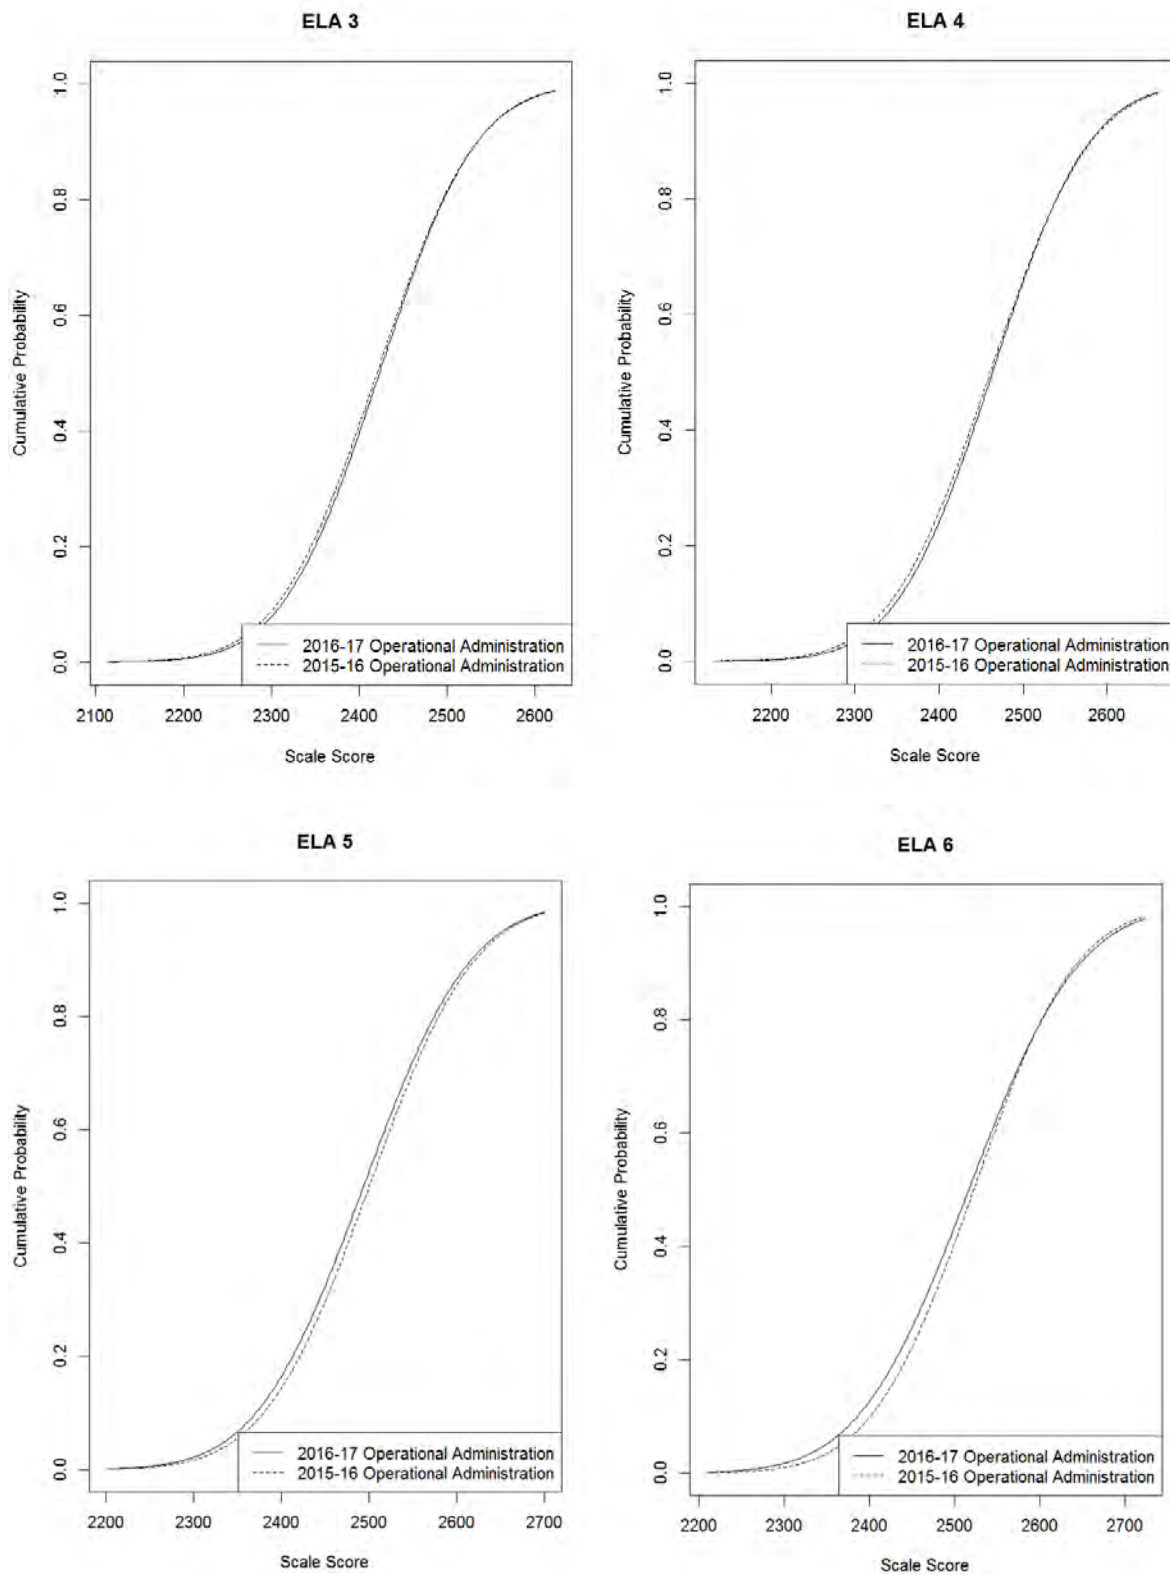 ELA 3
Cumulative Probability
1.0
0.8
0.6
0.4
0.2
0.0
2016-17 Operational Administration
2015-16 Operational Administration
2100 2200 2300 2400 2500 2600
Scale Score
ELA 4
Cumulative Probability
1.0
0.8
0.6
0.4
0.2
0.0
2016-17 Operational Administration
2015-16 Operational Administration
2200 2300 2400 2500 2600
Scale Score
ELA 5
Cumulative Probability
1.0
0.8
0.6
0.4
0.2
0.0
2016-17 Operational Administration
2015-16 Operational Administration
2200 2300 2400 2500 2600 2700
Scale Score
ELA 6
Cumulative Probability
1.0
0.8
0.6
0.4
0.2
0.0
2016-17 Operational Administration
2015-16 Operational Administration
2200 2300 2400 2500 2600 2700
Scale Score